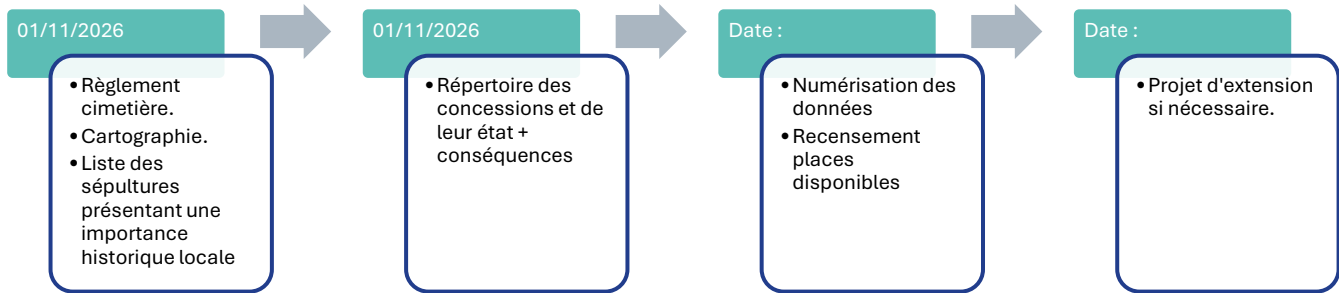 01/11/2026
• Règlement
cimetière.
• Cartographie.
• Liste des
sépultures
présentant une
importance
historique locale
01/11/2026
• Répertoire des
concessions et de
leur état +
conséquences
Date :
• Numérisation des
données
• Recensement
places
disponibles
Date :
• Projet d'extension
si nécessaire.